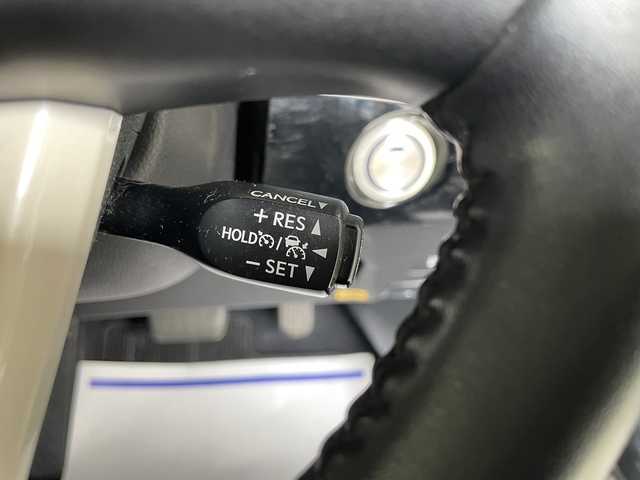 CANCEL▼
+ RES ▲
HOLD / ◀
− SET ▼